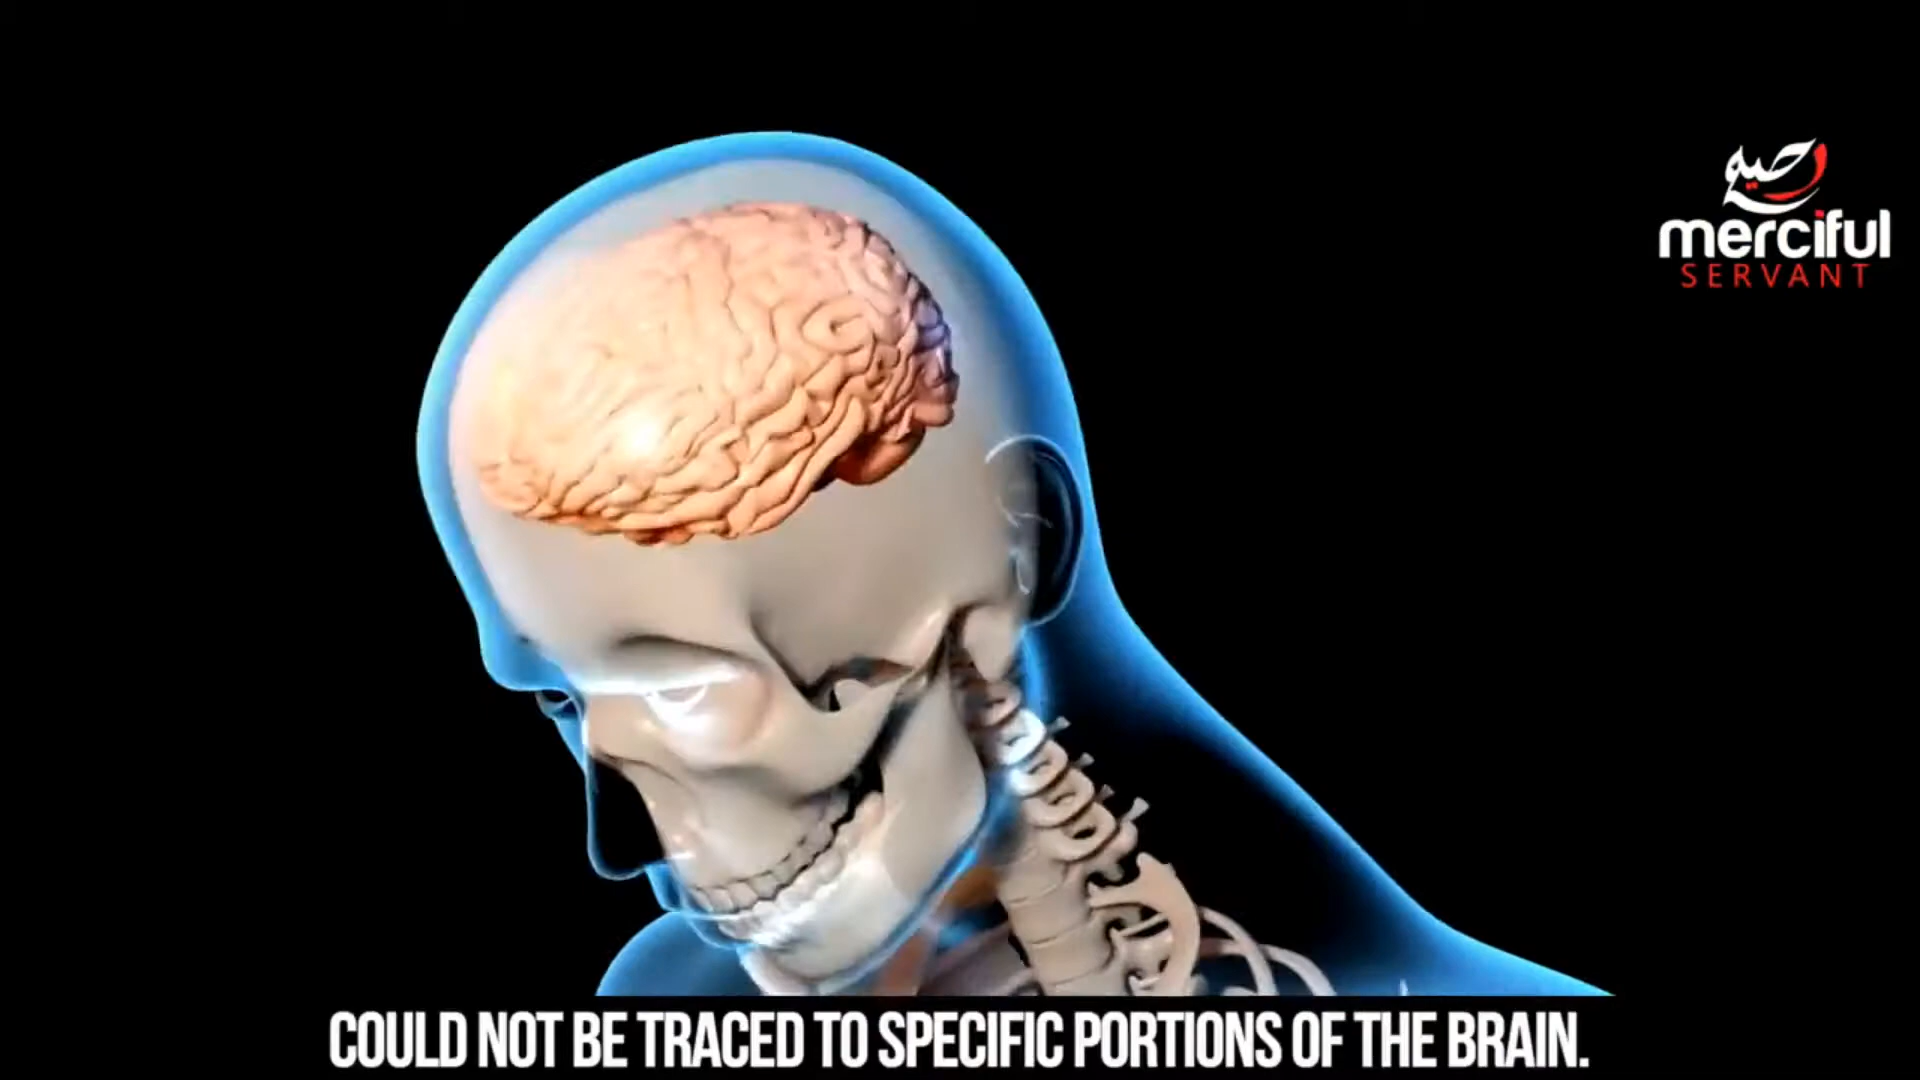 رحيم
merciful
SERVANT
COULD NOT BE TRACED TO SPECIFIC PORTIONS OF THE BRAIN.